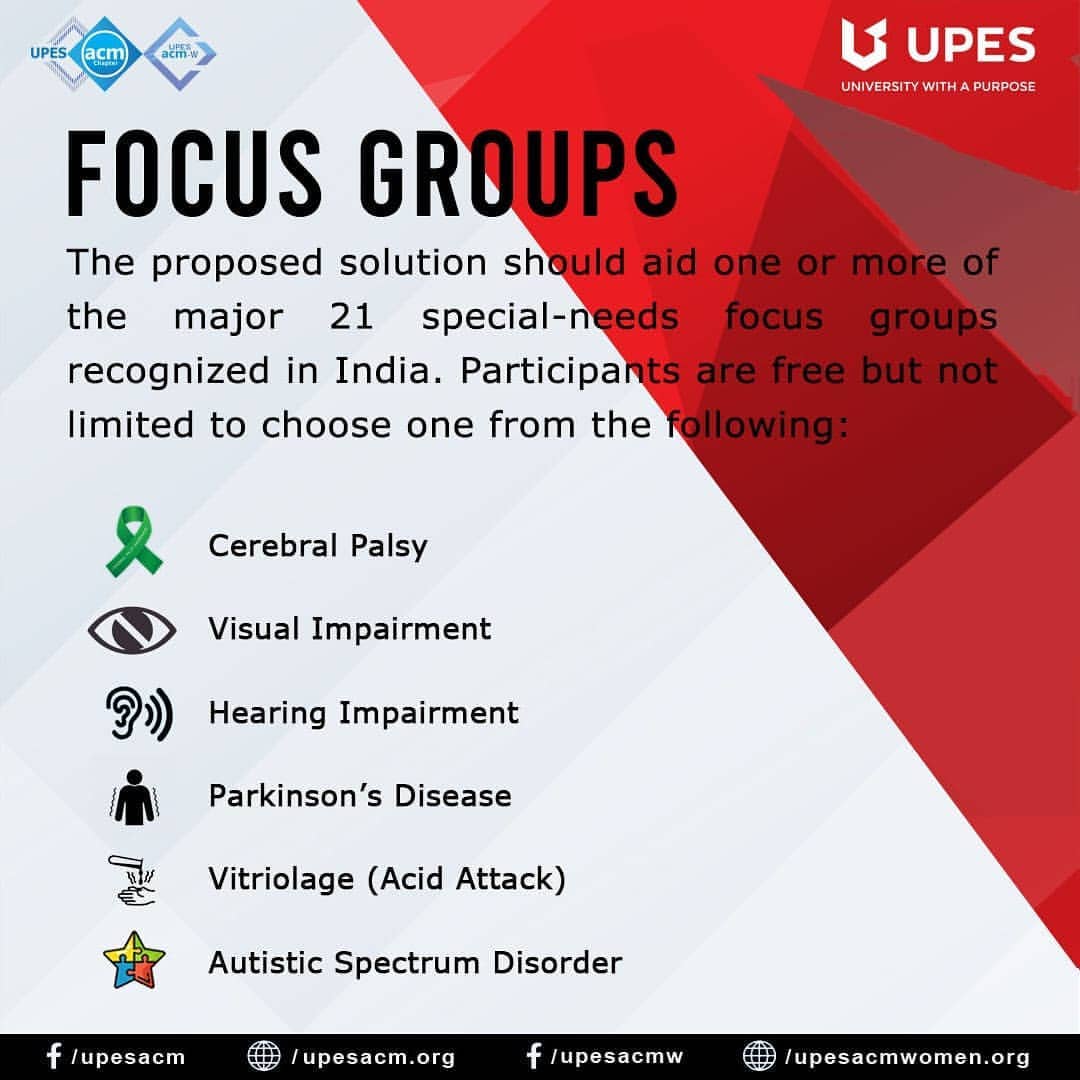 UPES acm Chapter UPES acm-w
UPES
UNIVERSITY WITH A PURPOSE
FOCUS GROUPS
The proposed solution should aid one or more of
the major 21 special-needs focus groups
recognized in India. Participants are free but not
limited to choose one from the following:
Cerebral Palsy
Visual Impairment
Hearing Impairment
Parkinson’s Disease
Vitriolage (Acid Attack)
Autistic Spectrum Disorder
/upesacm /upesacm.org /upesacmw /upesacmwomen.org